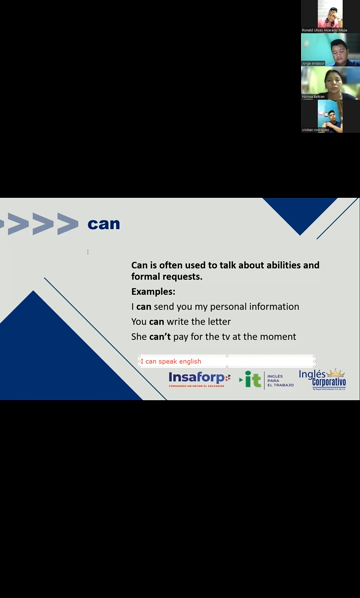 can
Can is often used to talk about abilities and
formal requests.
Examples:
I can send you my personal information
You can write the letter
She can't pay for the tv at the moment
I can speak english
Insaforp
it
INGLÉS
PARA
EL TRABAJO
Inglés
Corporativo